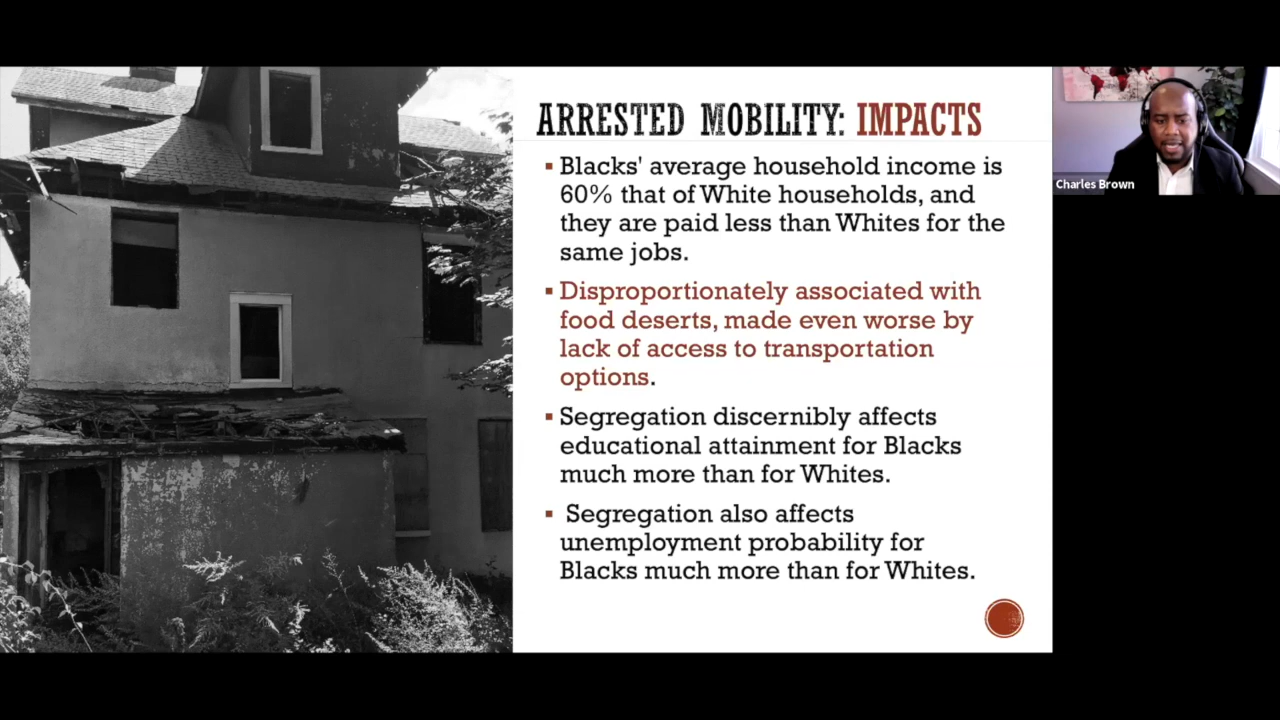 ARRESTED MOBILITY: IMPACTS
▪ Blacks' average household income is
60% that of White households, and
they are paid less than Whites for the
same jobs.
▪ Disproportionately associated with
food deserts, made even worse by
lack of access to transportation
options.
▪ Segregation discernibly affects
educational attainment for Blacks
much more than for Whites.
▪ Segregation also affects
unemployment probability for
Blacks much more than for Whites.
Charles Brown